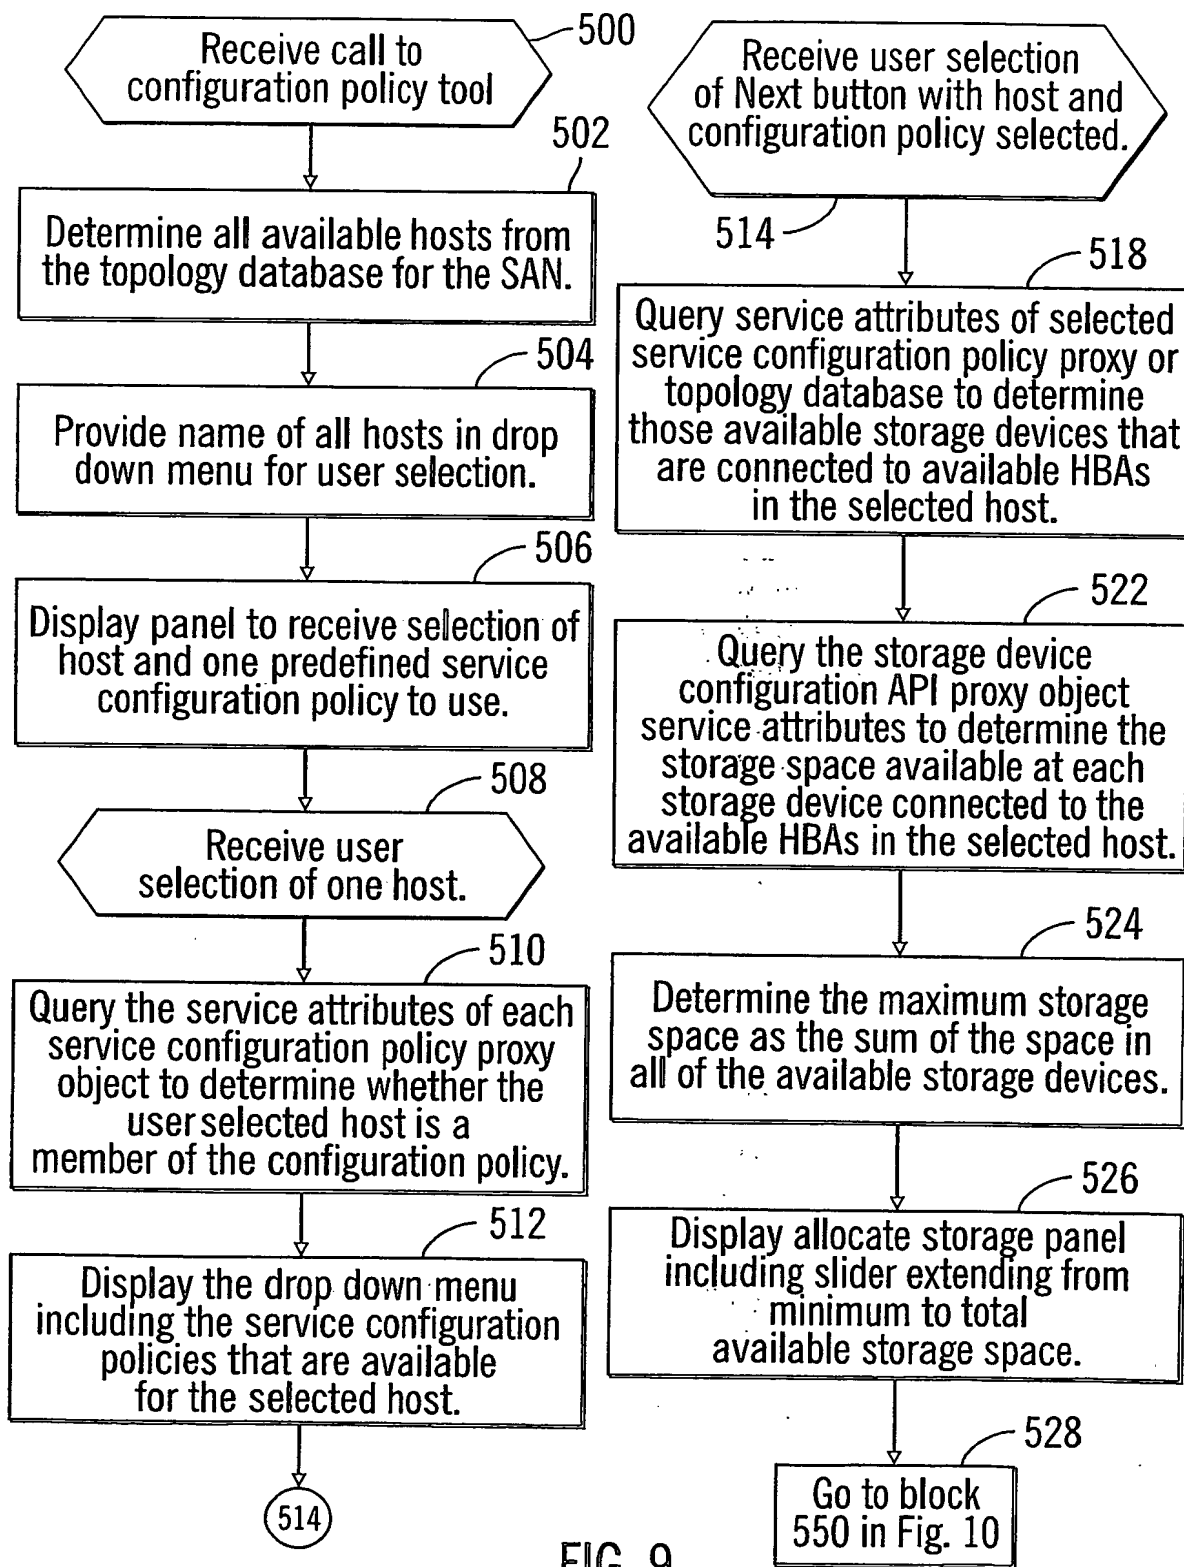 500
Receive call to
configuration policy tool
502
Determine all available hosts from
the topology database for the SAN.
504
Provide name of all hosts in drop
down menu for user selection.
506
Display panel to receive selection of
host and one predefined service
configuration policy to use.
508
Receive user
selection of one host.
510
Query the service attributes of each
service configuration policy proxy
object to determine whether the
user selected host is a
member of the configuration policy.
512
Display the drop down menu
including the service configuration
policies that are available
for the selected host.
514
Receive user selection
of Next button with host and
configuration policy selected.
514
518
Query service attributes of selected
service configuration policy proxy or
topology database to determine
those available storage devices that
are connected to available HBAs
in the selected host.
522
Query the storage device
configuration API proxy object
service attributes to determine the
storage space available at each
storage device connected to the
available HBAs in the selected host.
524
Determine the maximum storage
space as the sum of the space in
all of the available storage devices.
526
Display allocate storage panel
including slider extending from
minimum to total
available storage space.
528
Go to block
550 in Fig. 10
FIG. 9